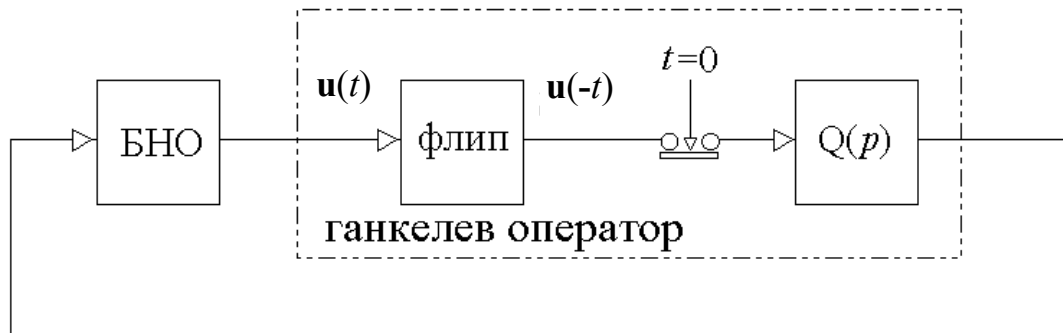 u(t)
u(-t)
t=0
БНО
флип
Q(p)
ганкелев оператор